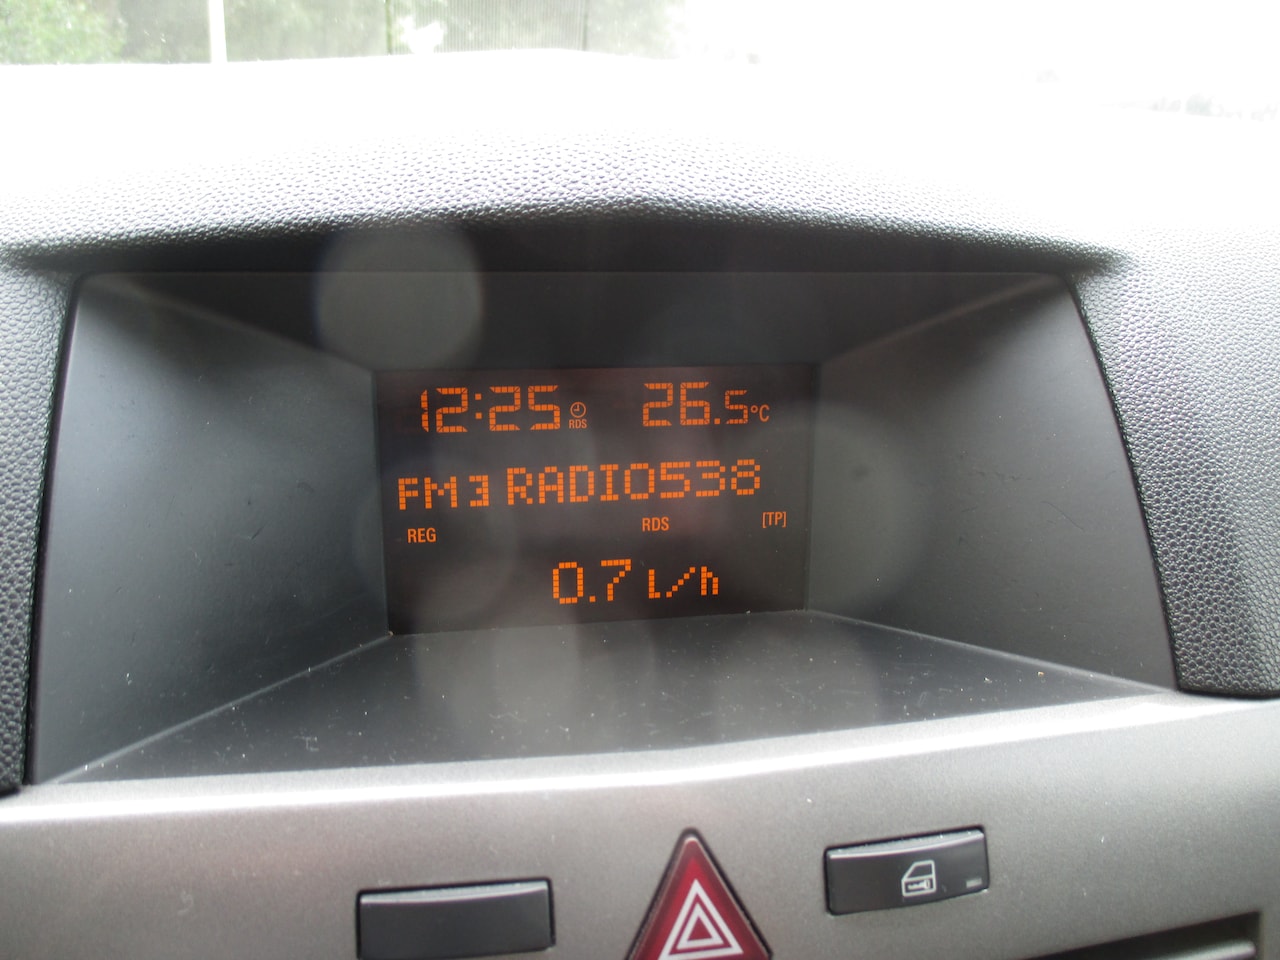 12:25 RDS 26.5°C
FM3 RADIO538
REG RDS [TP]
0.7 l/h